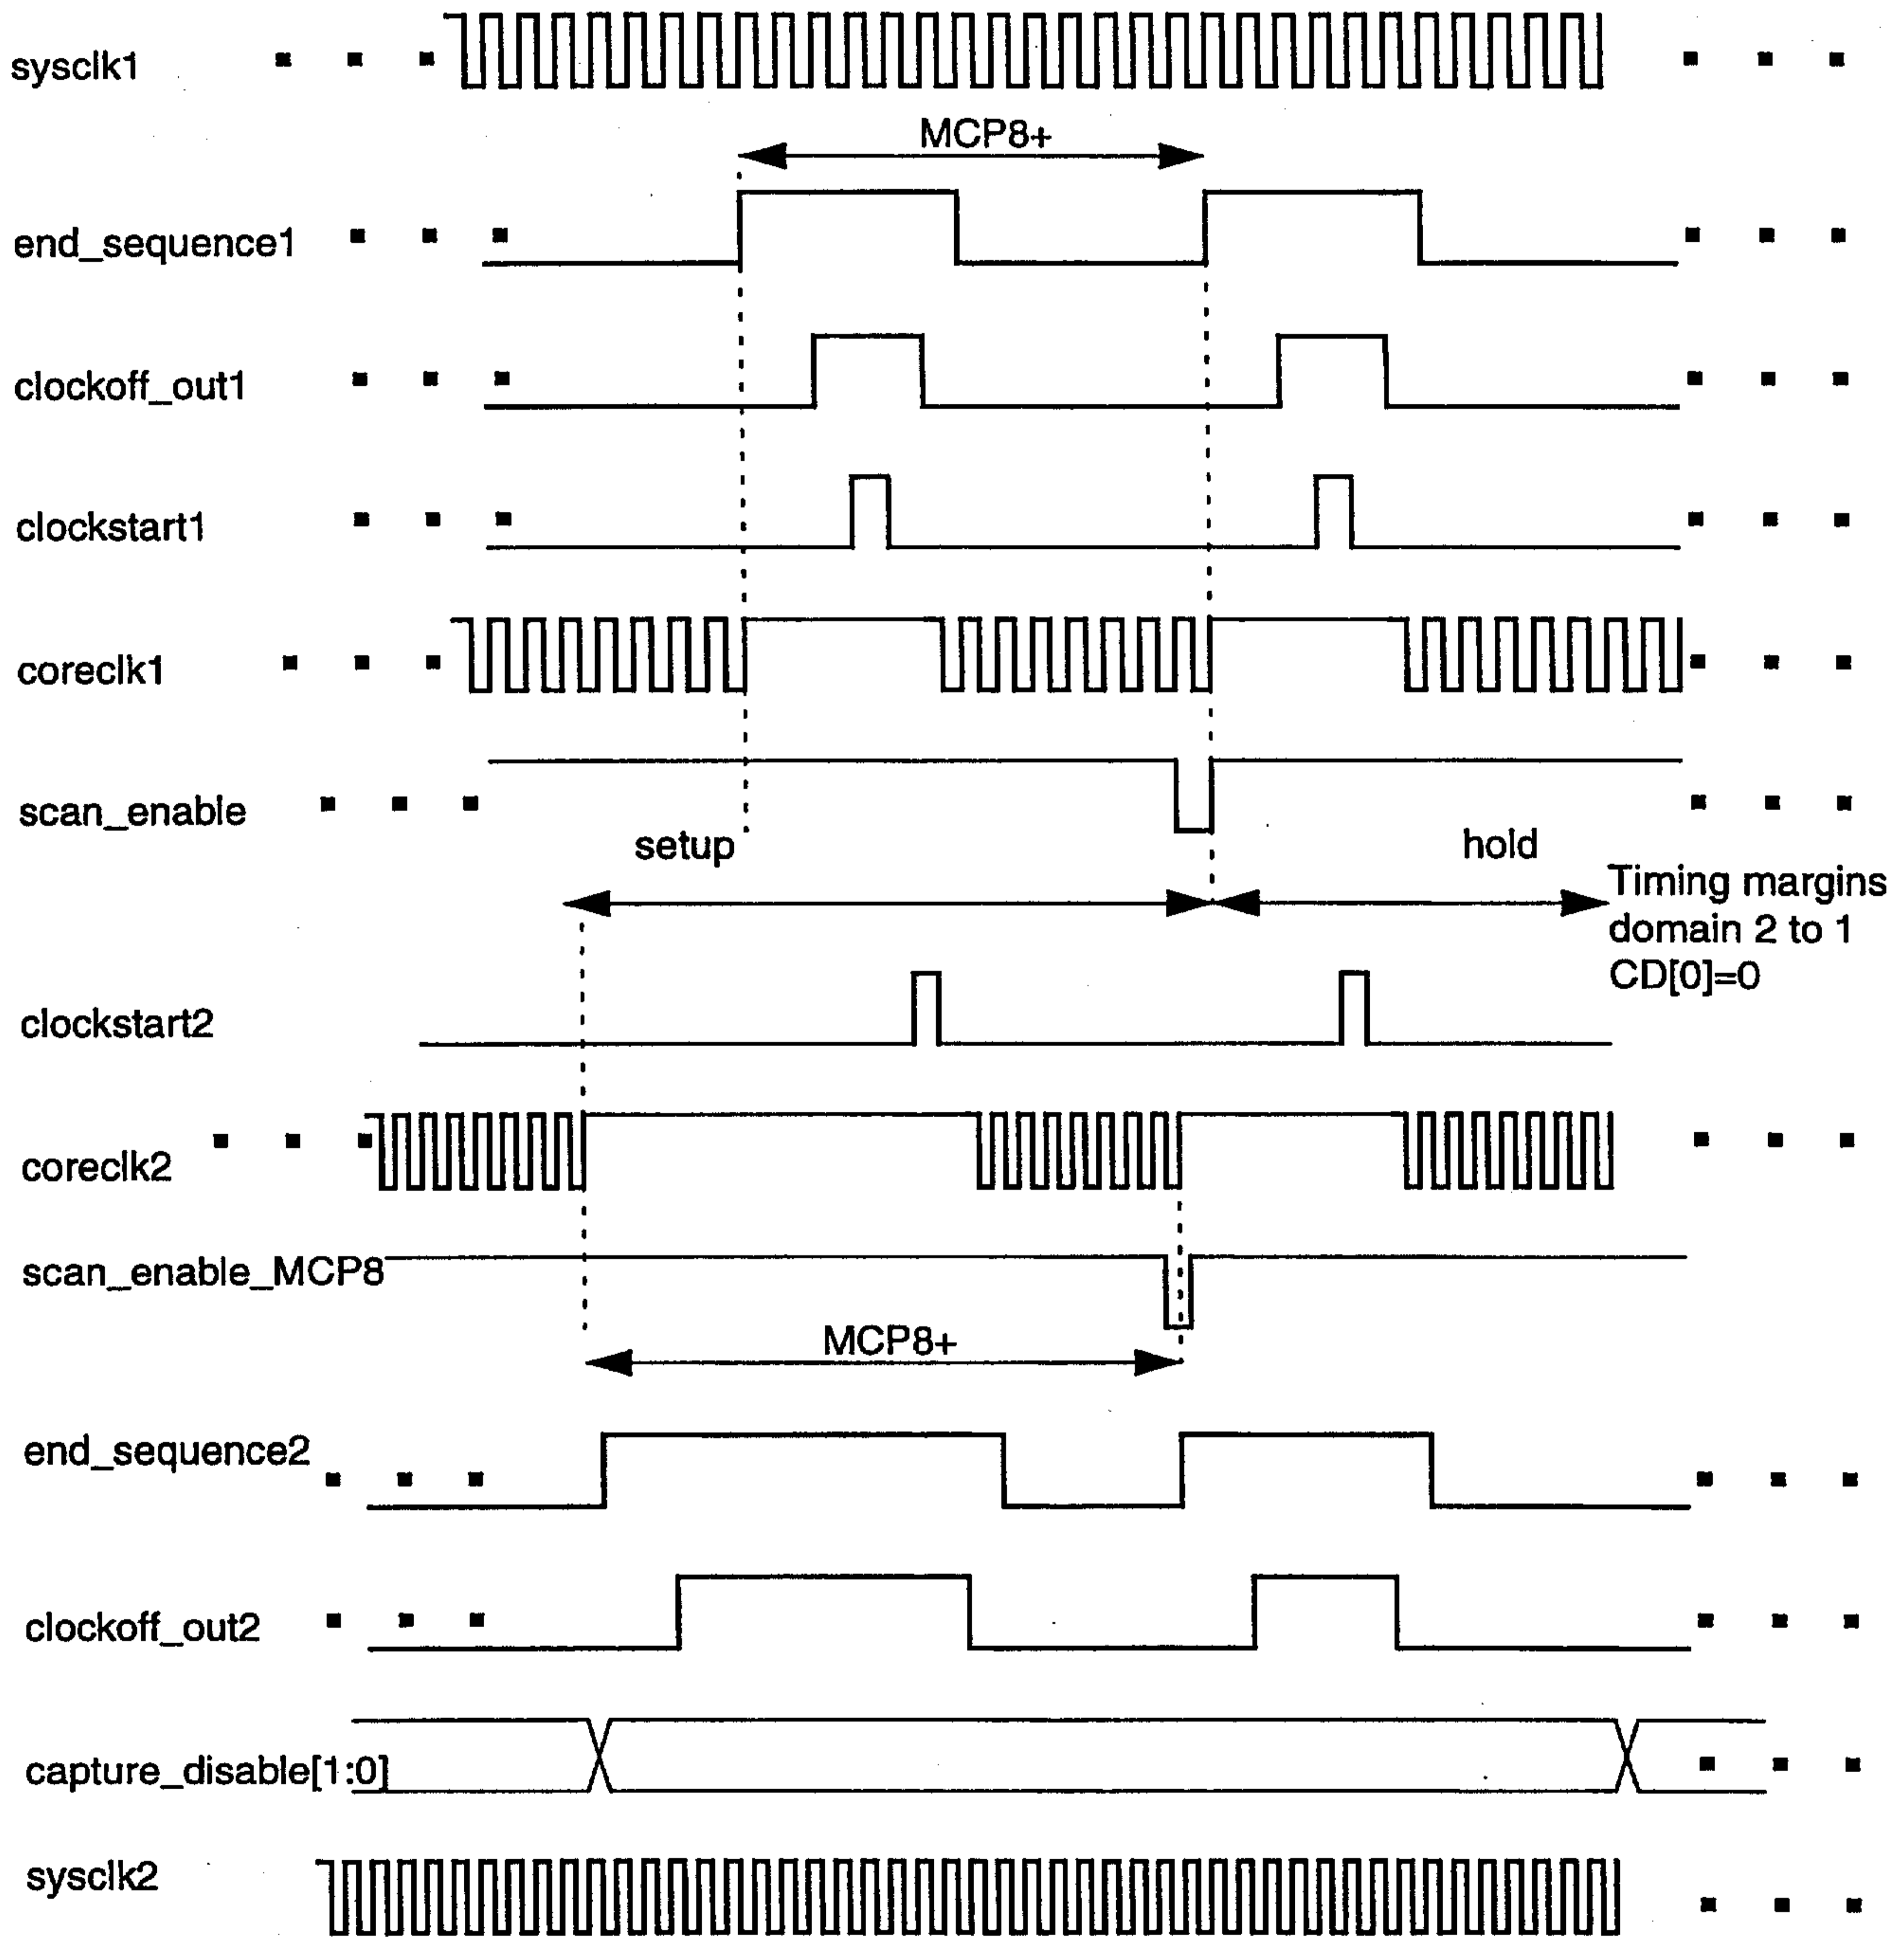 sysclk1
MCP8+
end_sequence1
clockoff_out1
clockstart1
coreclk1
scan_enable
setup
hold
Timing margins
domain 2 to 1
CD[0]=0
clockstart2
coreclk2
scan_enable_MCP8
MCP8+
end_sequence2
clockoff_out2
capture_disable[1:0]
sysclk2